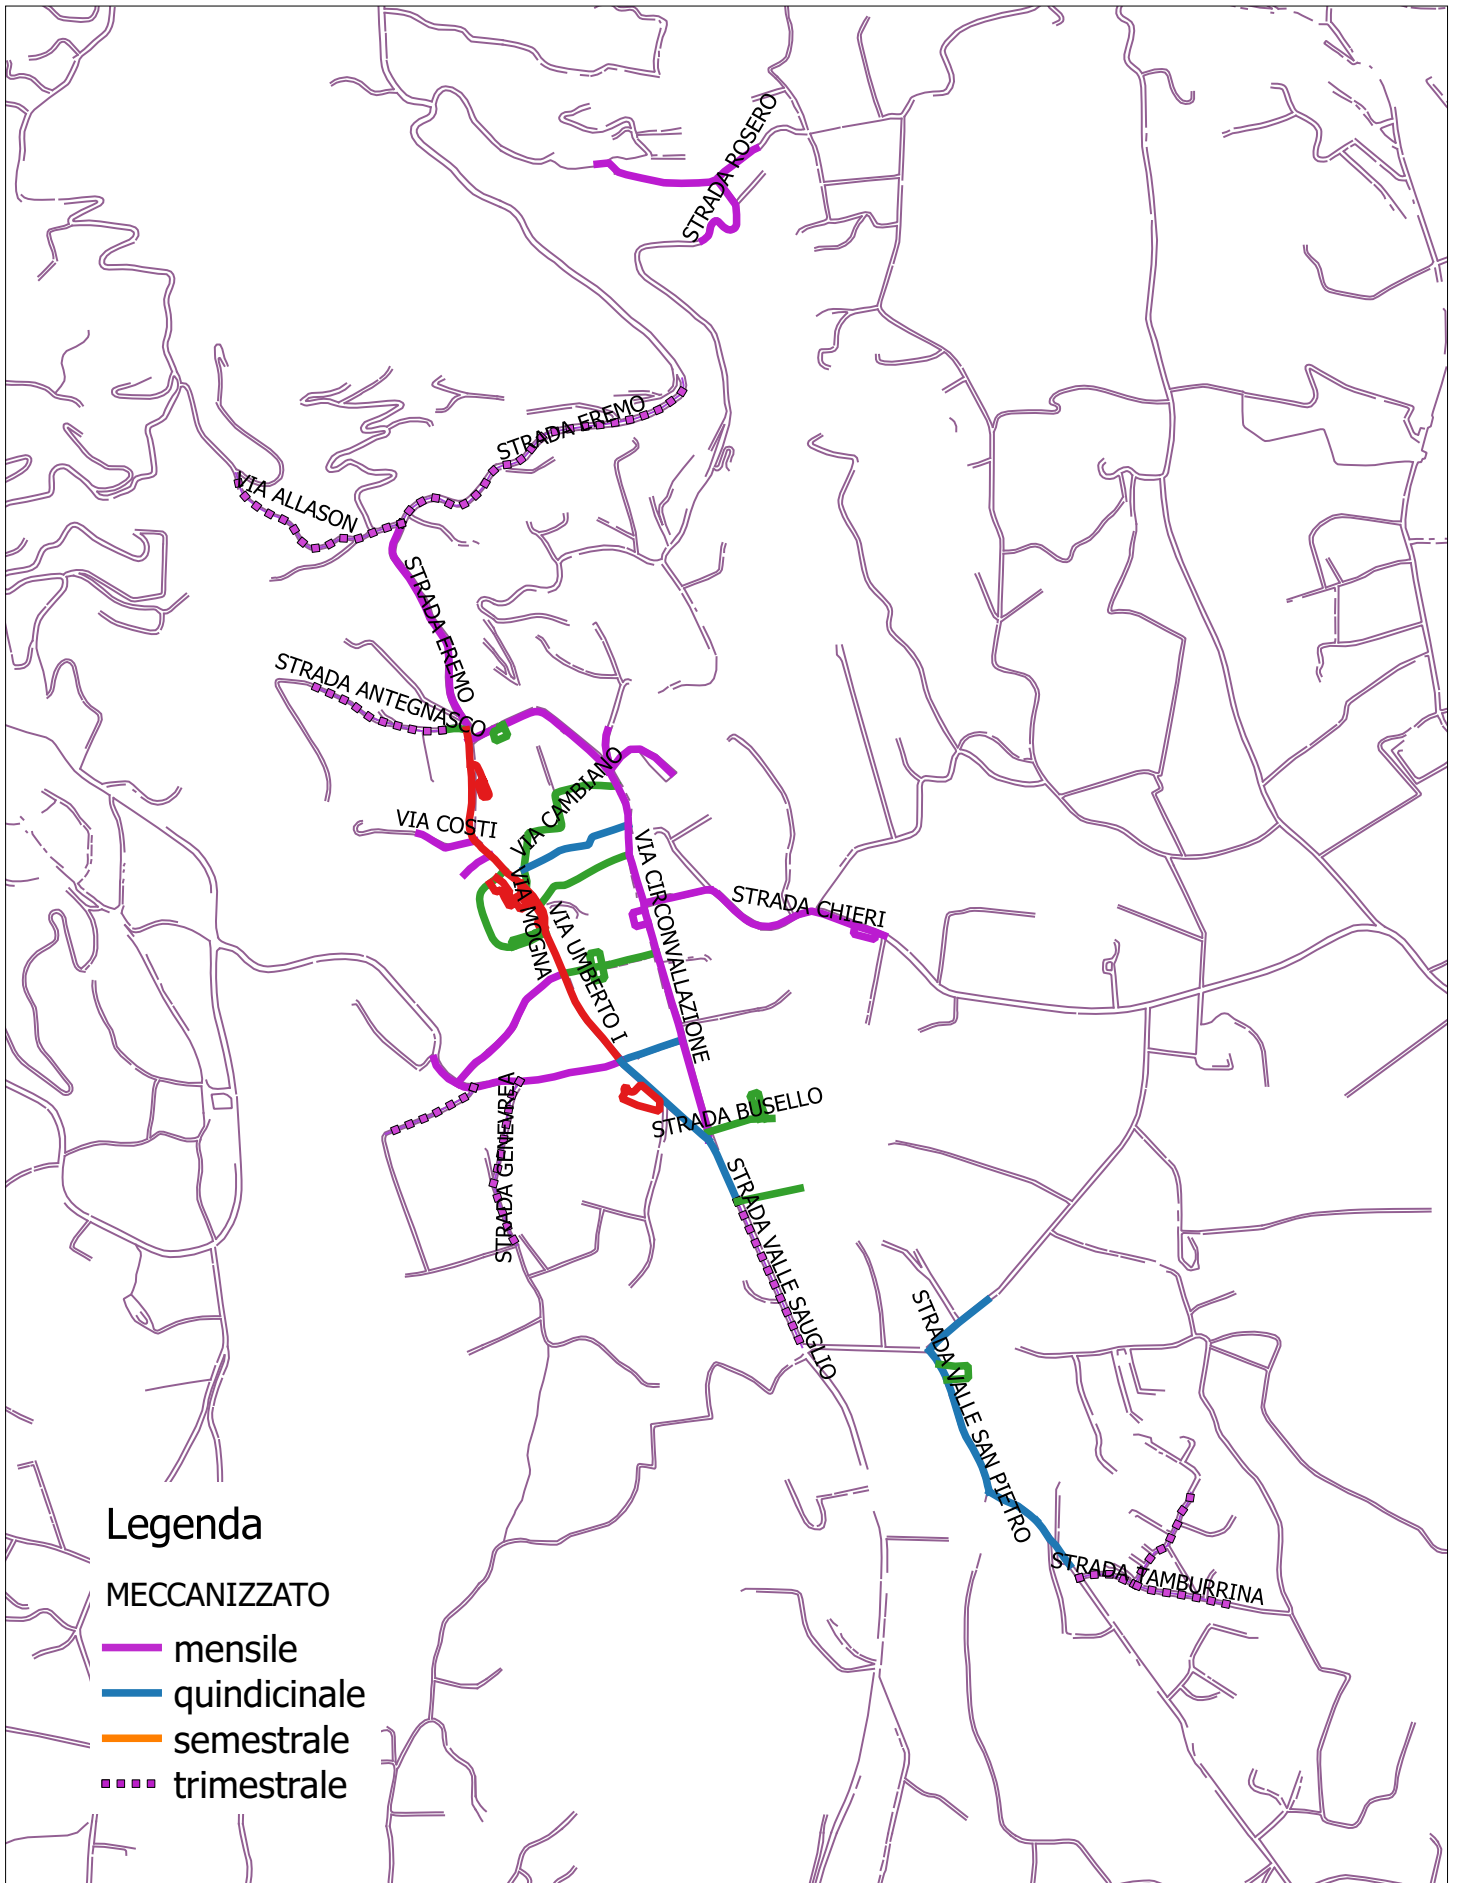 STRADA ROSERO
STRADA EREMO
VIA ALLASON
STRADA EREMO
STRADA ANTEGNASCO
VIA CAMBIANO
VIA COSTI
VIA CIRCONVALLAZIONE
VIA MOGNA
STRADA CHIERI
VIA UMBERTO I
STRADA GENEVREA
STRADA BUSELLO
STRADA VALLE SAUGLIO
STRADA VALLE SAN PIETRO
STRADA TAMBURRINA
Legenda
MECCANIZZATO
mensile
quindicinale
semestrale
trimestrale